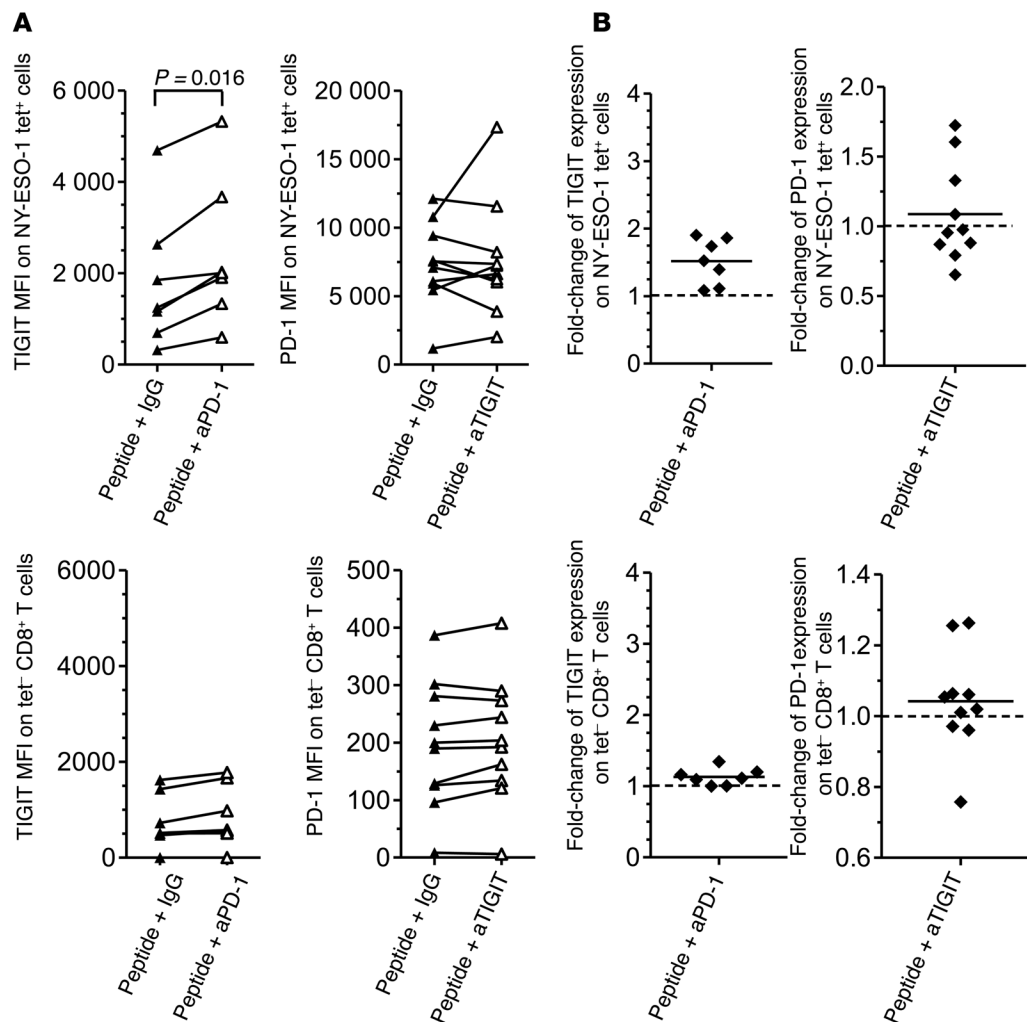 A
TIGIT MFI on NY-ESO-1 tet⁺ cells
6 000
4 000
2 000
0
P = 0.016
Peptide + IgG
Peptide + aPD-1
PD-1 MFI on NY-ESO-1 tet⁺ cells
20 000
15 000
10 000
5 000
0
Peptide + IgG
Peptide + aTIGIT
B
Fold-change of TIGIT expression
on NY-ESO-1 tet⁺ cells
4
3
2
1
0
Peptide + aPD-1
Fold-change of PD-1 expression
on NY-ESO-1 tet⁺ cells
2.0
1.5
1.0
0.5
0.0
Peptide + aTIGIT
TIGIT MFI on tet⁻ CD8⁺ T cells
6000
4000
2000
0
Peptide + IgG
Peptide + aPD-1
PD-1 MFI on tet⁻ CD8⁺ T cells
500
400
300
200
100
0
Peptide + IgG
Peptide + aTIGIT
Fold-change of TIGIT expression
on tet⁻ CD8⁺ T cells
4
3
2
1
0
Peptide + aPD-1
Fold-change of PD-1expression
on tet⁻ CD8⁺ T cells
1.4
1.2
1.0
0.8
0.6
Peptide + aTIGIT